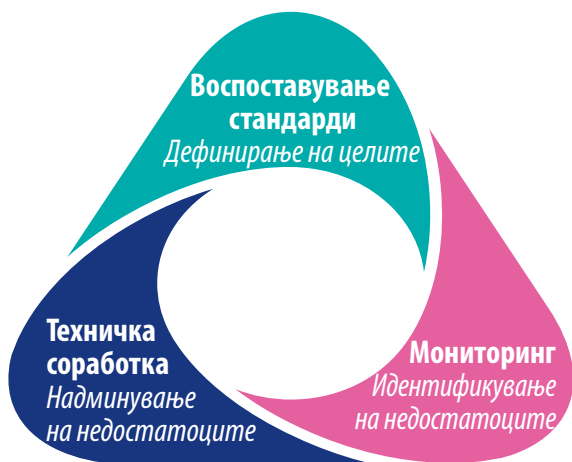 Воспоставување
стандарди
Дефинирање на целите
Техничка
соработка
Надминување
на недостатоците
Мониторинг
Идентификување
на недостатоците